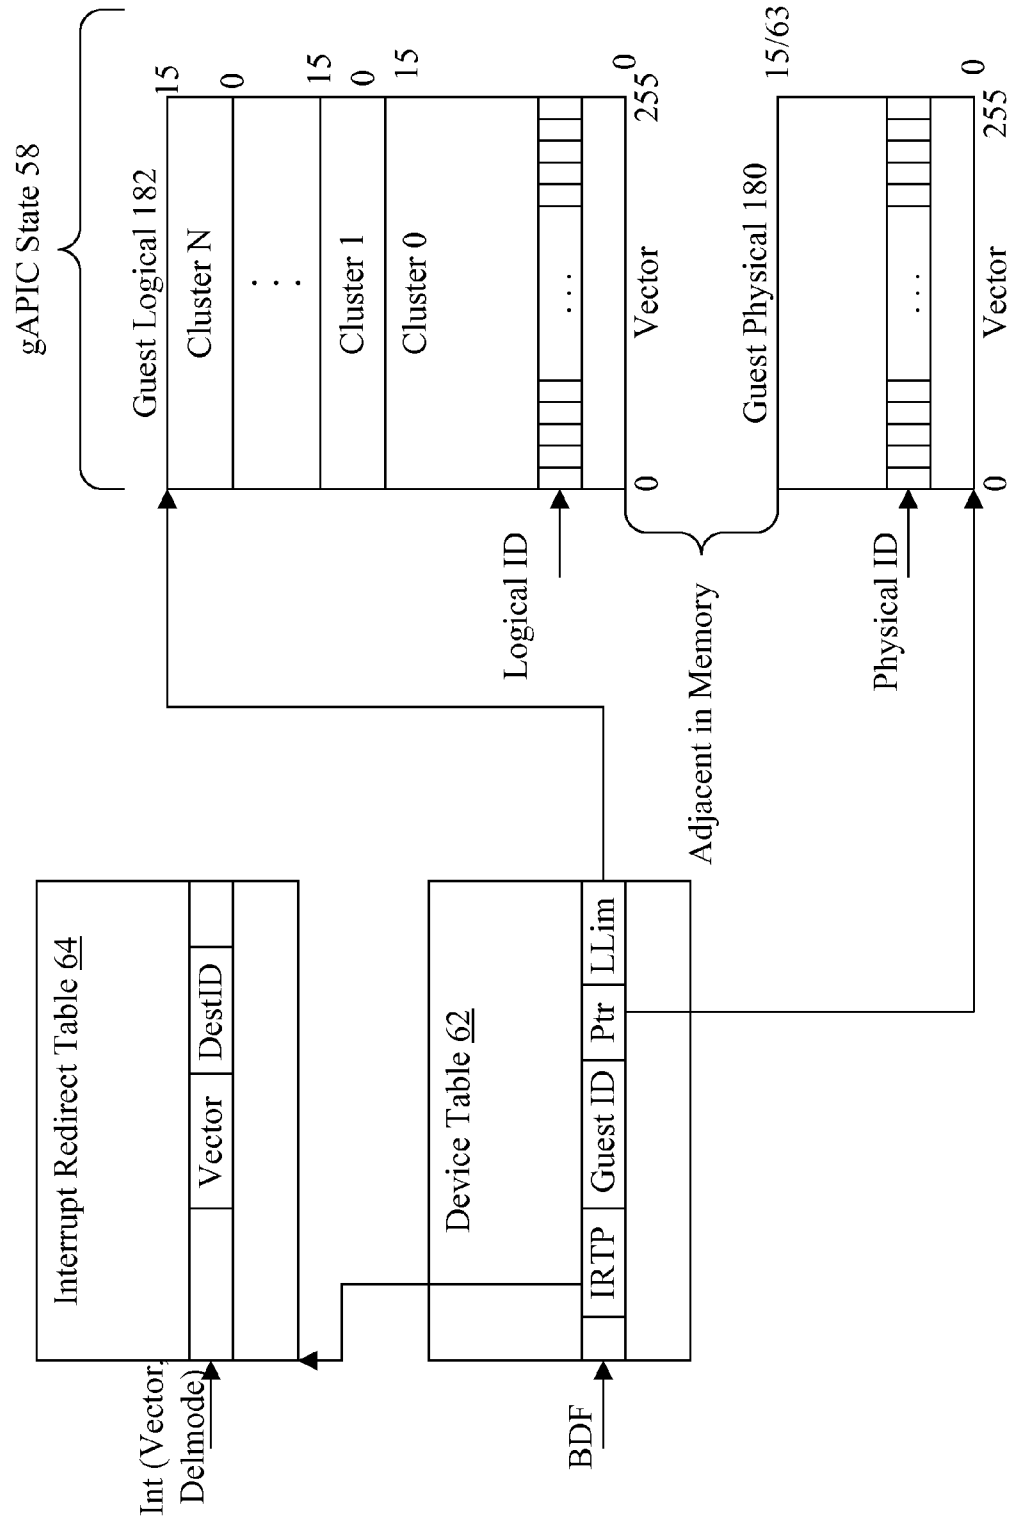 gAPIC State 58
Guest Logical 182
Cluster N
. . .
Cluster 1
Cluster 0
15
0
15
0
15
0
. . .
Logical ID
0
Vector
255
Adjacent in Memory
Guest Physical 180
15/63
0
. . .
Physical ID
0
Vector
255
Interrupt Redirect Table 64
Vector
DestID
Int (Vector,
Delmode)
Device Table 62
IRTP
Guest ID
Ptr
LLim
BDF